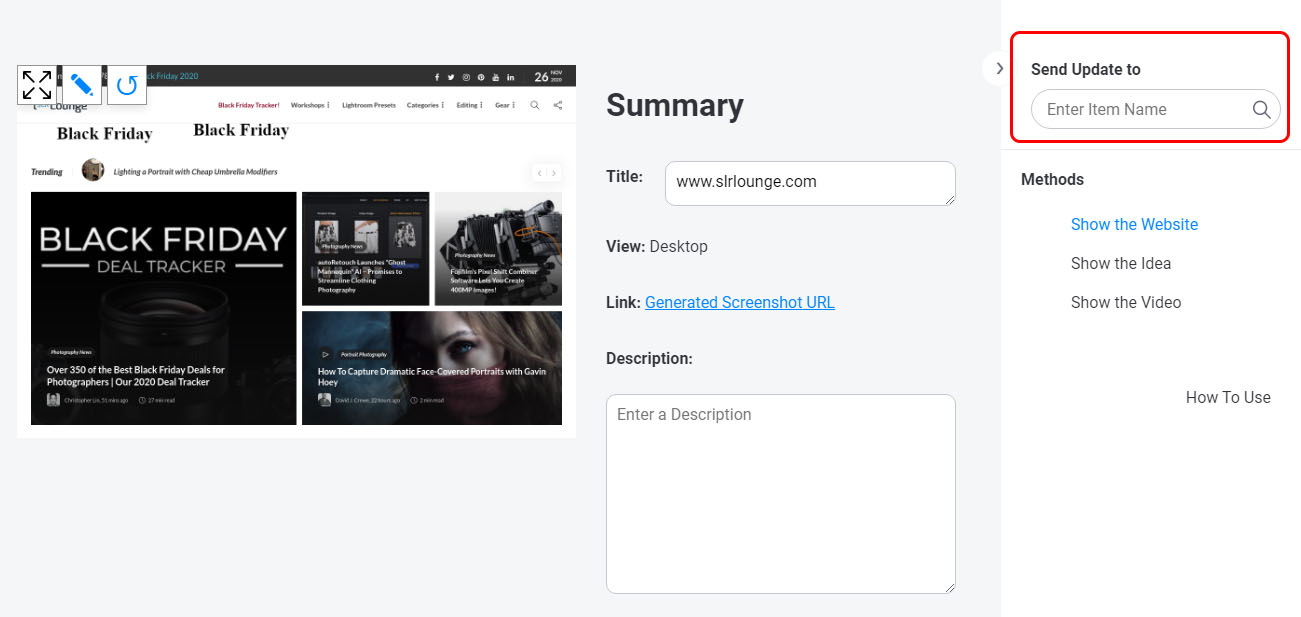 ck Friday 2020
26 NOV 2020
Lounge
Black Friday Tracker!
Workshops
Lightroom Presets
Categories
Editing
Gear
Black Friday
Black Friday
Trending
Lighting a Portrait with Cheap Umbrella Modifiers
BLACK FRIDAY
DEAL TRACKER
Photography News
Over 350 of the Best Black Friday Deals for
Photographers | Our 2020 Deal Tracker
Christopher Lin, 51 mins ago
27 min read
Photography News
autoRetouch Launches "Ghost
Mannequin" AI – Promises to
Streamline Clothing
Photography
Photography News
Fujifilm's Pixel Shift Combiner
Software Lets You Create
400MP Images!
Portrait Photography
How To Capture Dramatic Face-Covered Portraits with Gavin
Hoey
David J. Crewe, 22 hours ago
2 min read
Summary
Title:
www.slrlounge.com
View: Desktop
Link: Generated Screenshot URL
Description:
Enter a Description
Send Update to
Enter Item Name
Methods
Show the Website
Show the Idea
Show the Video
How To Use